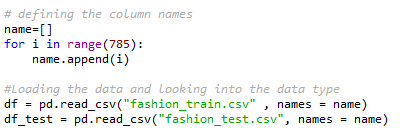 # defining the column names
name=[]
for i in range(785):
    name.append(i)

#Loading the data and looking into the data type
df = pd.read_csv("fashion_train.csv" , names = name)
df_test = pd.read_csv("fashion_test.csv", names = name)